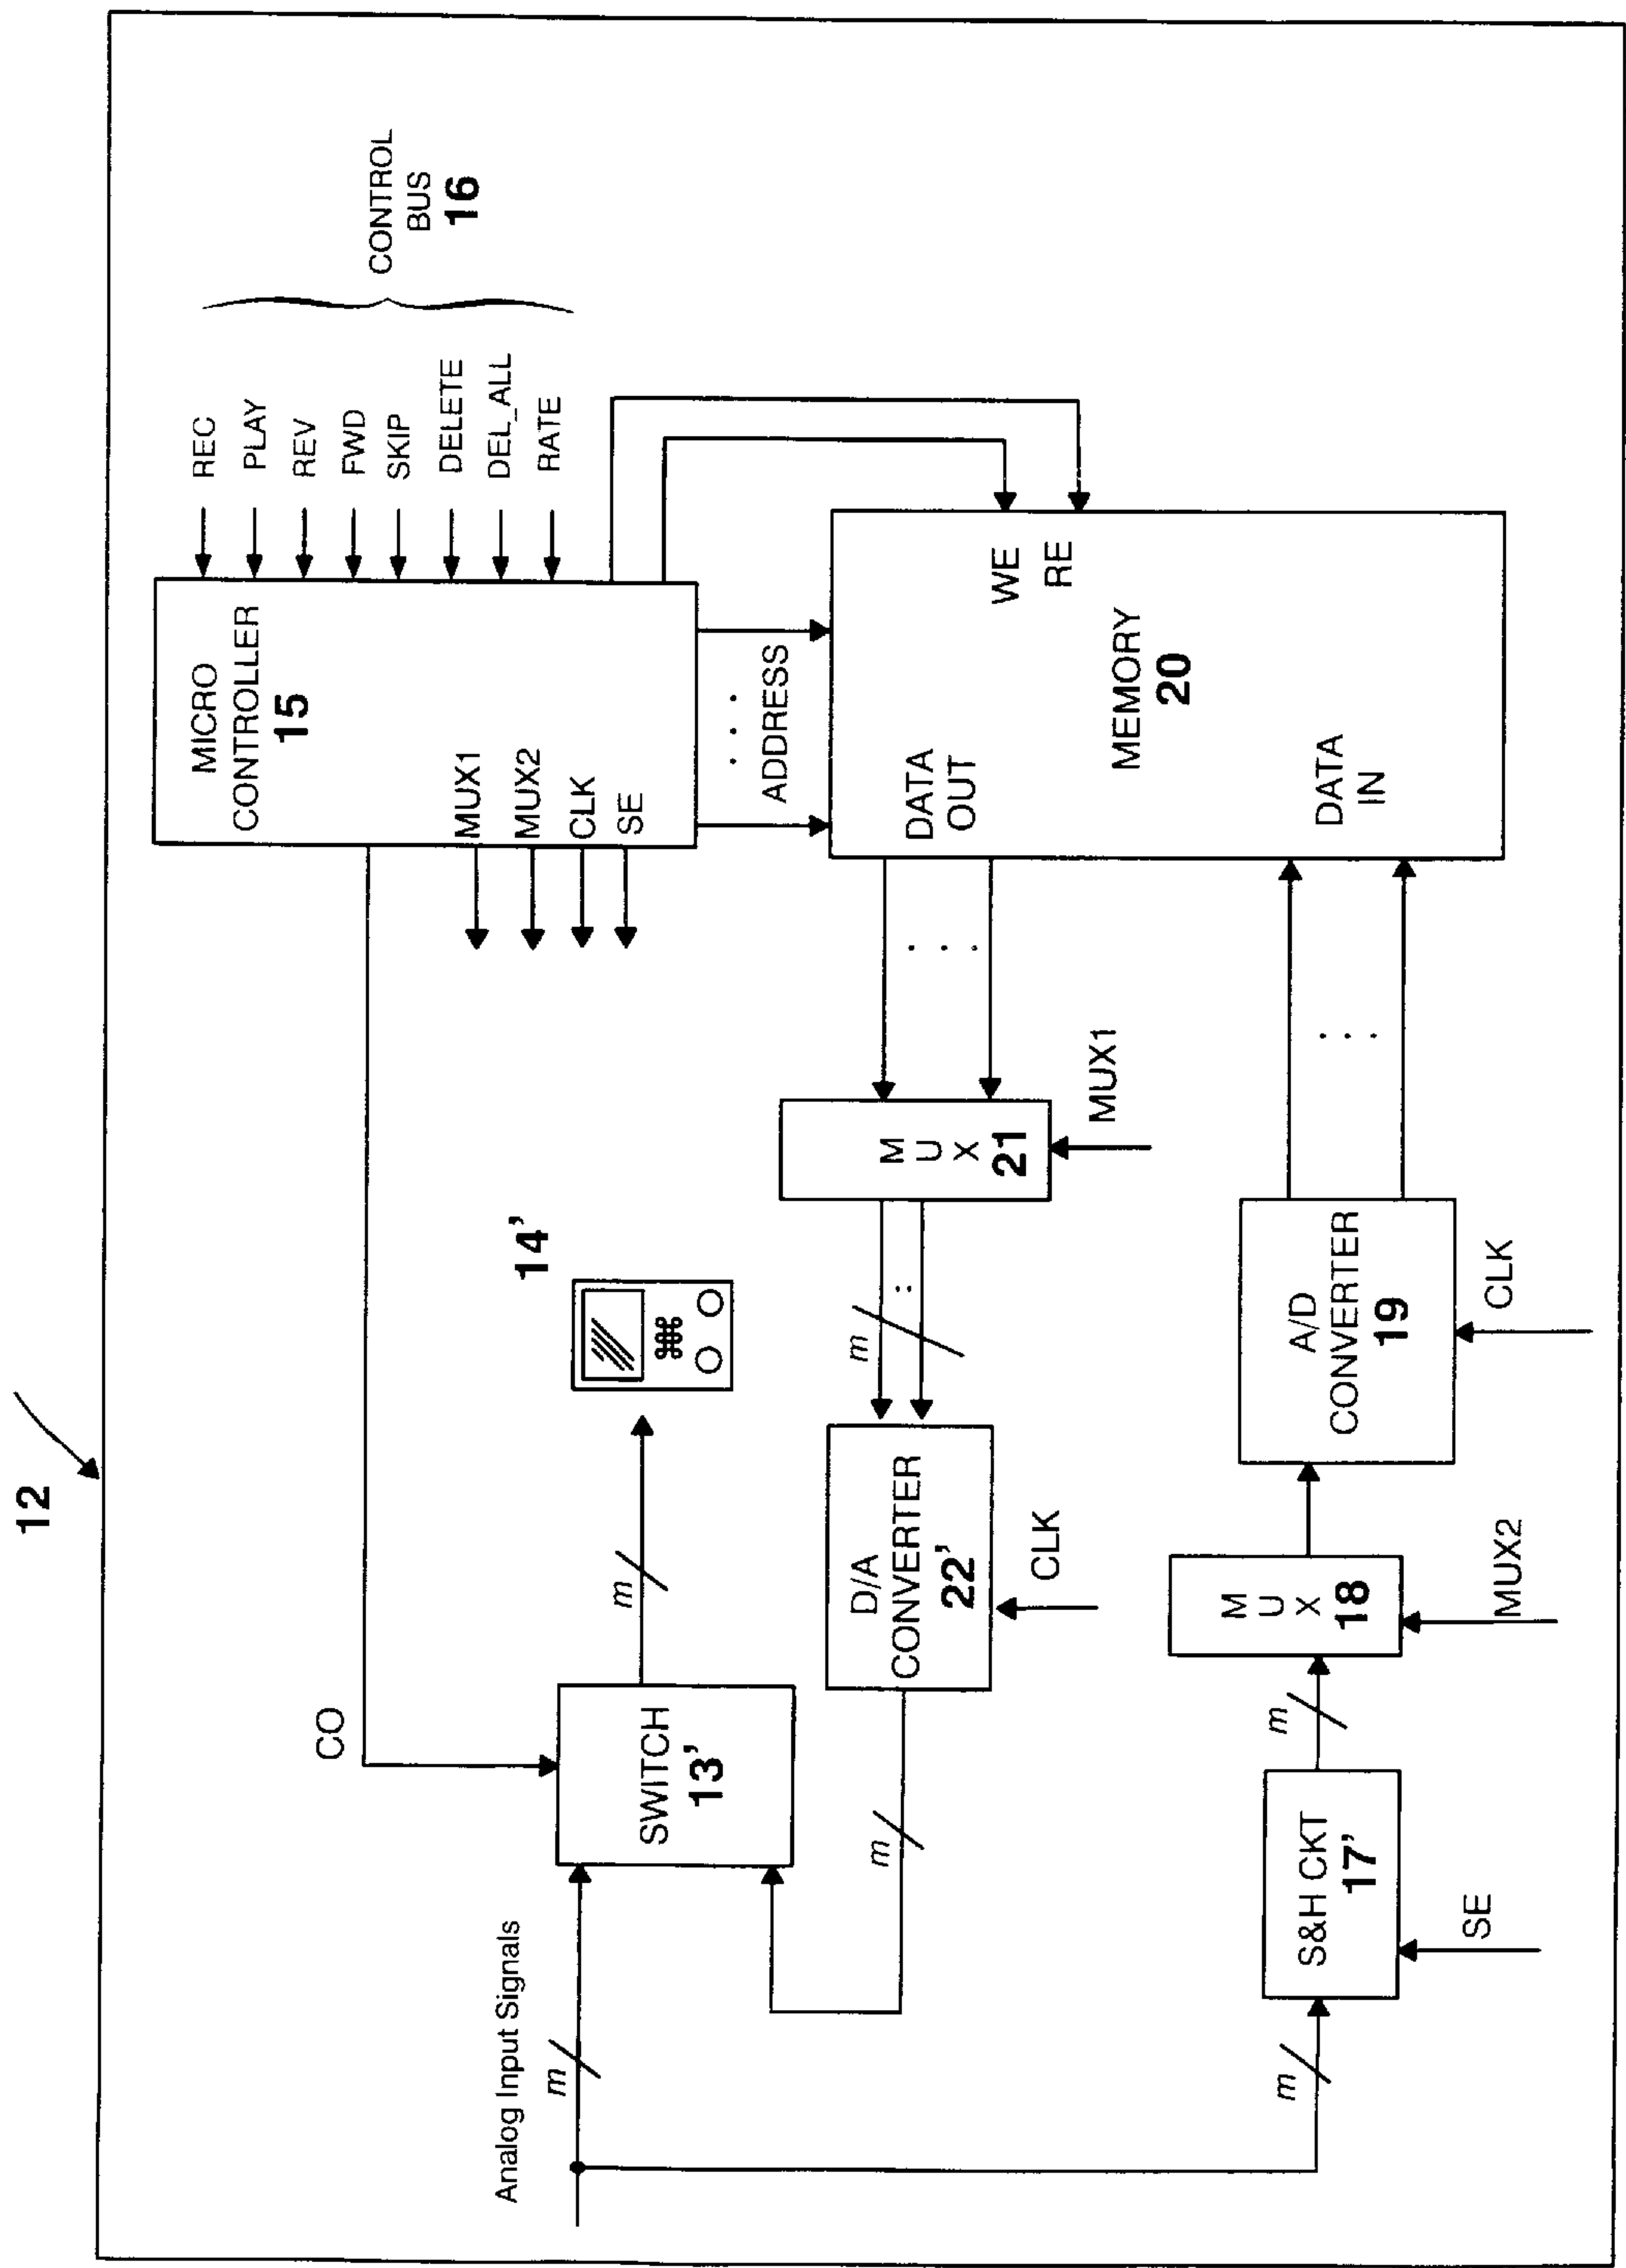 12
MICRO
CONTROLLER
15
MUX1
MUX2
CLK
SE
REC
PLAY
REV
FWD
SKIP
DELETE
DEL_ALL
RATE
CONTROL
BUS
16
CO
14'
Analog Input Signals
m
SWITCH
13'
m
ADDRESS
m
D/A
CONVERTER
22'
CLK
m
M
U
X
21
MUX1
DATA
OUT
WE
RE
MEMORY
20
DATA
IN
m
S&H CKT
17'
SE
m
M
U
X
18
MUX2
A/D
CONVERTER
19
CLK